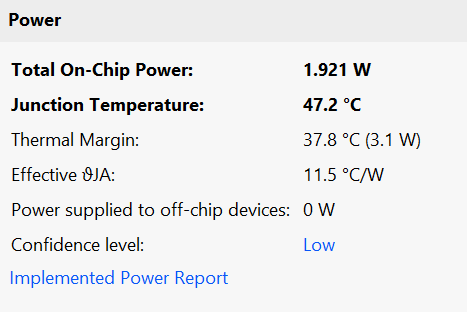 Power
Total On-Chip Power: 1.921 W
Junction Temperature: 47.2 °C
Thermal Margin: 37.8 °C (3.1 W)
Effective ϑJA: 11.5 °C/W
Power supplied to off-chip devices: 0 W
Confidence level: Low
Implemented Power Report